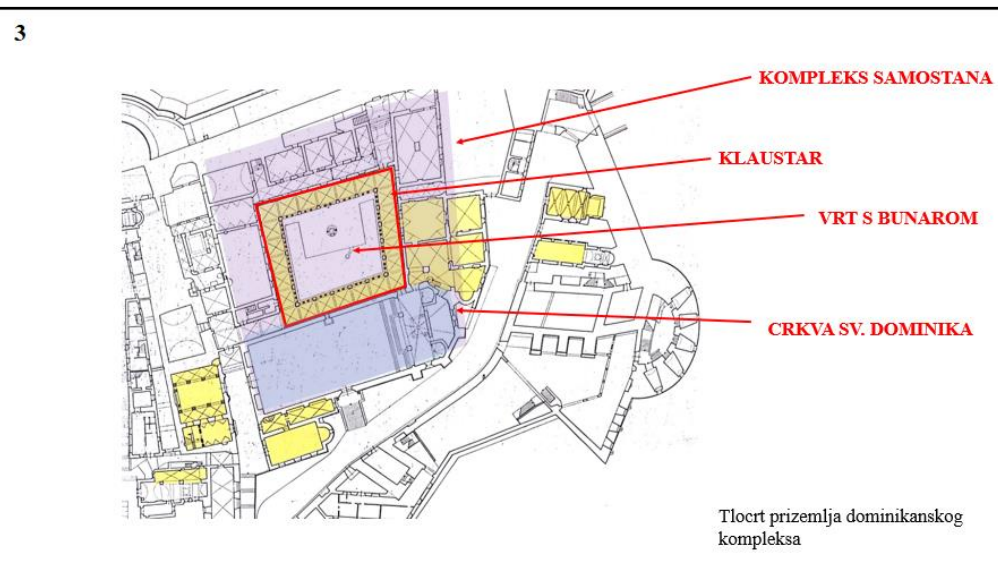 3
KOMPLEKS SAMOSTANA
KLAUSTAR
VRT S BUNAROM
CRKVA SV. DOMINIKA
Tlocrt prizemlja dominikanskog
kompleksa